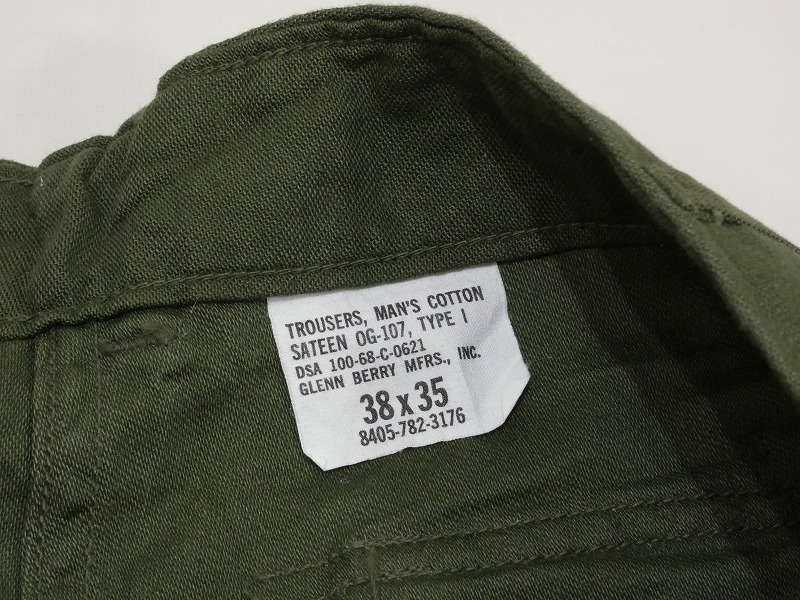 TROUSERS, MAN'S COTTON
SATEEN OG-107, TYPE I
DSA 100-68-C-0621
GLENN BERRY MFRS., INC.
38 x 35
8405-782-3176